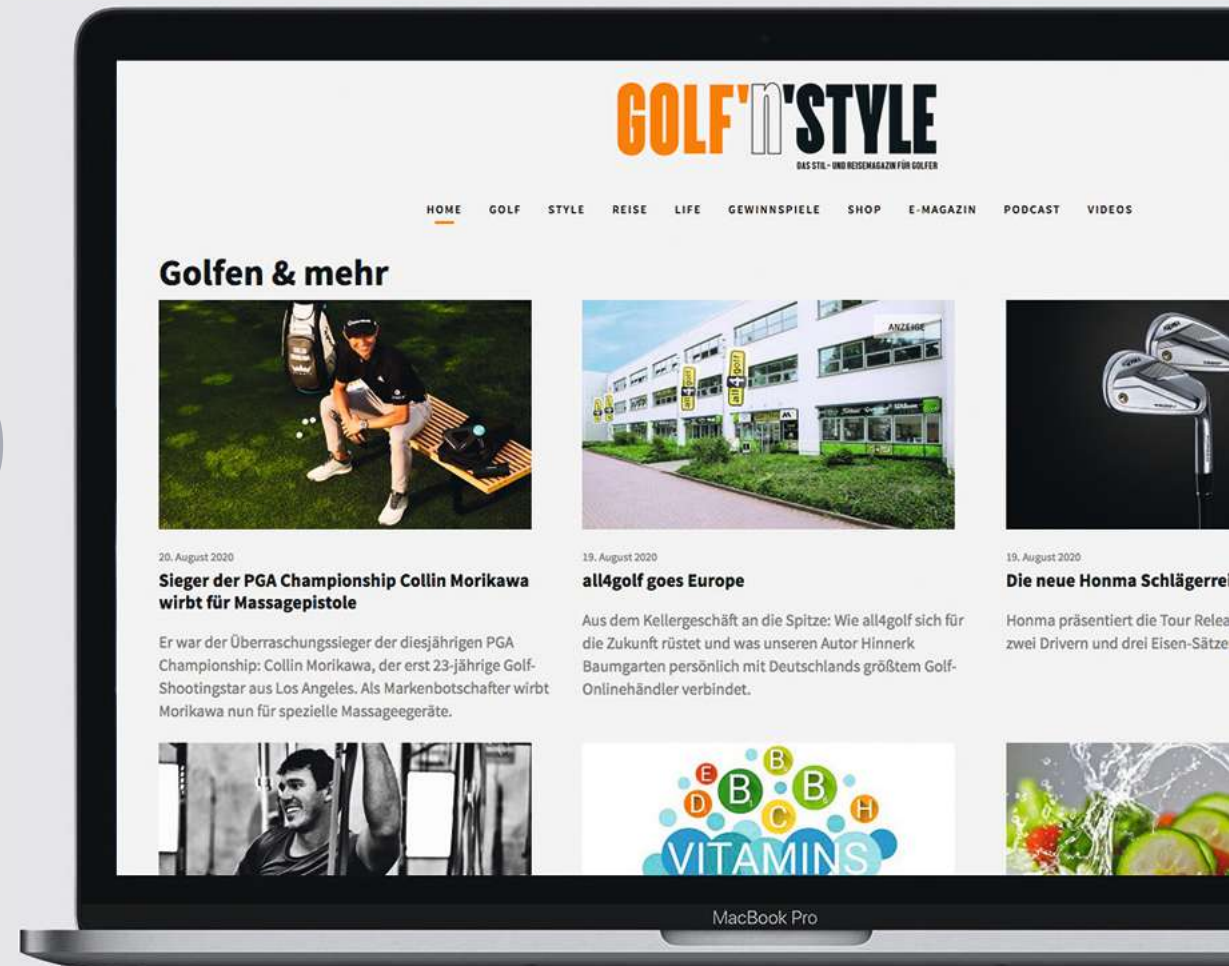 GOLF'n'STYLE
DAS STIL- UND REISEMAGAZIN FÜR GOLFER
HOME GOLF STYLE REISE LIFE GEWINNSPIELE SHOP E-MAGAZIN PODCAST VIDEOS
Golfen & mehr
ANZEIGE
all4golf
all4golf
20. August 2020
Sieger der PGA Championship Collin Morikawa
wirbt für Massagepistole
Er war der Überraschungssieger der diesjährigen PGA
Championship: Collin Morikawa, der erst 23-jährige Golf-
Shootingstar aus Los Angeles. Als Markenbotschafter wirbt
Morikawa nun für spezielle Massageegeräte.
19. August 2020
all4golf goes Europe
Aus dem Kellergeschäft an die Spitze: Wie all4golf sich für
die Zukunft rüstet und was unseren Autor Hinnerk
Baumgarten persönlich mit Deutschlands größtem Golf-
Onlinehändler verbindet.
19. August 2020
Die neue Honma Schlägerrei
Honma präsentiert die Tour Relea
zwei Drivern und drei Eisen-Sätze
E B B
D B B H
C
VITAMINS
MacBook Pro